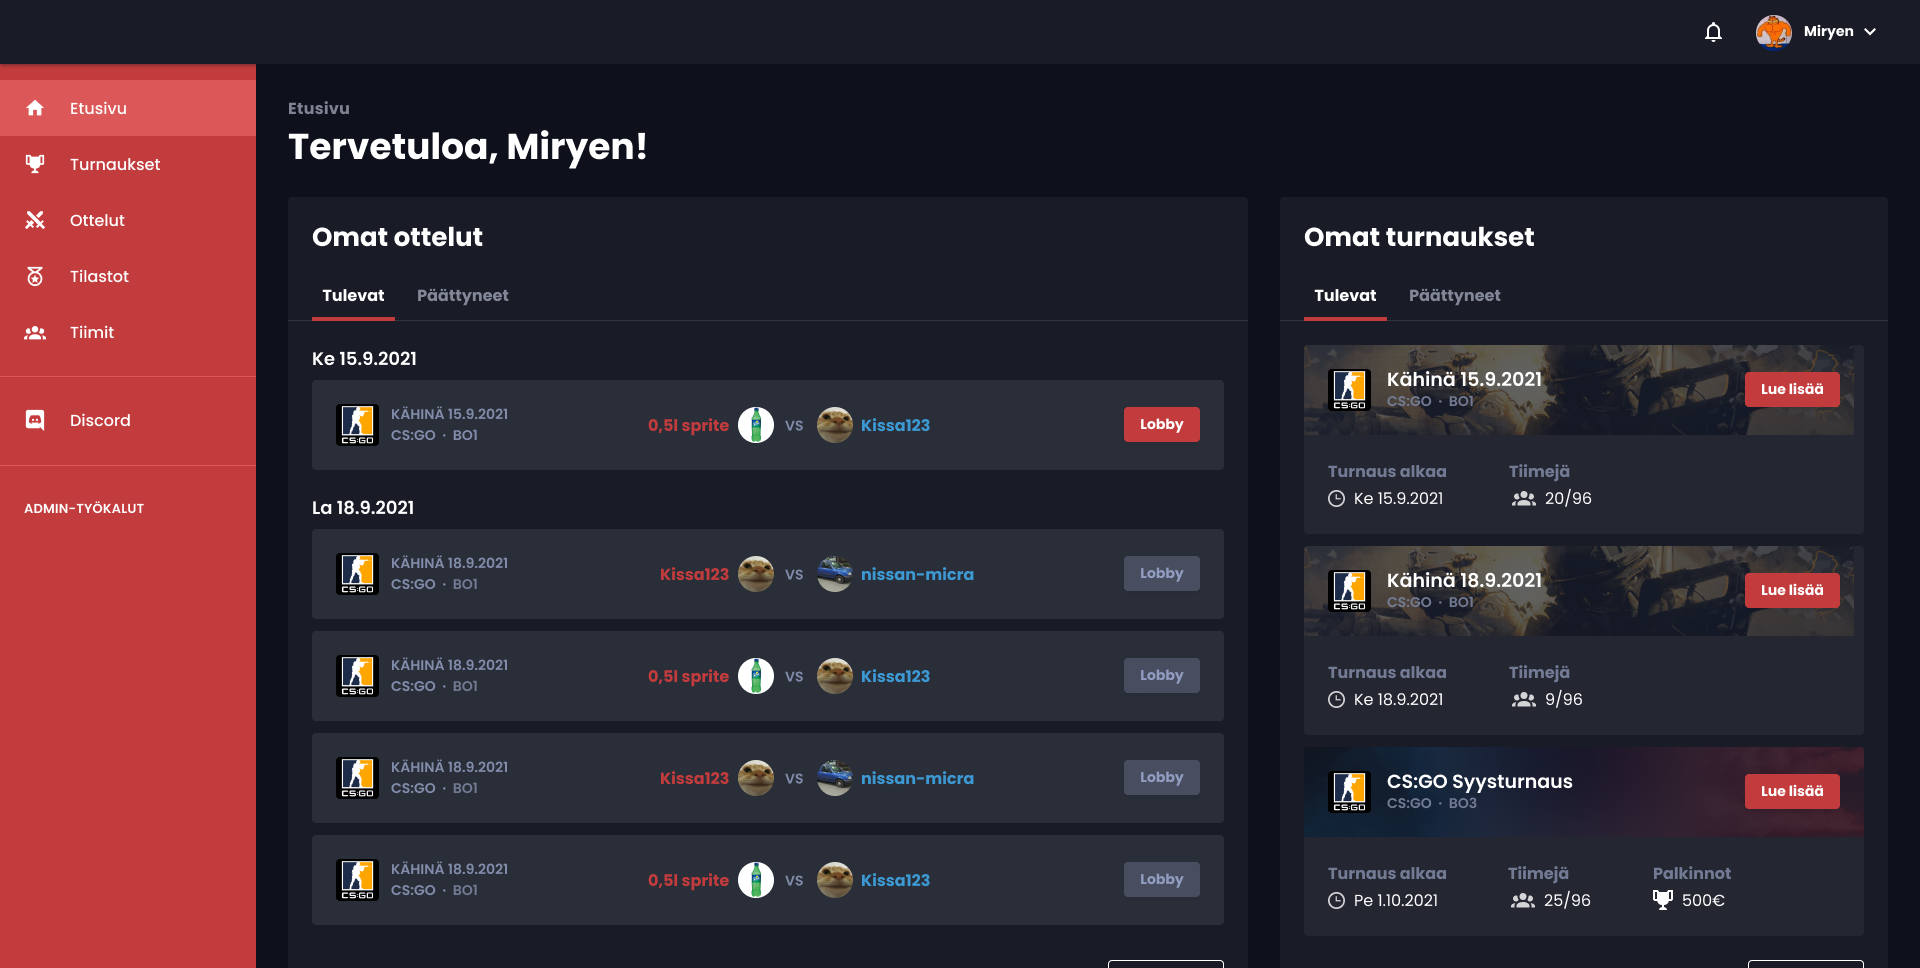 Miryen
Etusivu
Turnaukset
Ottelut
Tilastot
Tiimit
Discord
ADMIN-TYÖKALUT
Etusivu
Tervetuloa, Miryen!
Omat ottelut
Tulevat Päättyneet
Ke 15.9.2021
CS:GO
KÄHINÄ 15.9.2021
CS:GO · BO1
0,5l sprite VS Kissa123
Lobby
La 18.9.2021
CS:GO
KÄHINÄ 18.9.2021
CS:GO · BO1
Kissa123 VS nissan-micra
Lobby
CS:GO
KÄHINÄ 18.9.2021
CS:GO · BO1
0,5l sprite VS Kissa123
Lobby
CS:GO
KÄHINÄ 18.9.2021
CS:GO · BO1
Kissa123 VS nissan-micra
Lobby
CS:GO
KÄHINÄ 18.9.2021
CS:GO · BO1
0,5l sprite VS Kissa123
Lobby
Omat turnaukset
Tulevat Päättyneet
CS:GO
Kähinä 15.9.2021
CS:GO · BO1
Lue lisää
Turnaus alkaa Tiimejä
Ke 15.9.2021 20/96
CS:GO
Kähinä 18.9.2021
CS:GO · BO1
Lue lisää
Turnaus alkaa Tiimejä
Ke 18.9.2021 9/96
CS:GO
CS:GO Syysturnaus
CS:GO · BO3
Lue lisää
Turnaus alkaa Tiimejä Palkinnot
Pe 1.10.2021 25/96 500€